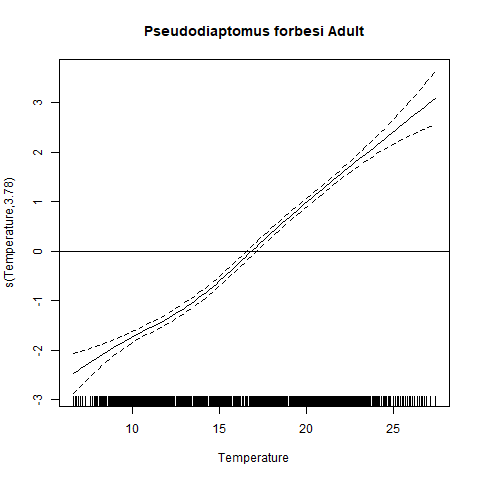 Pseudodiaptomus forbesi Adult
s(Temperature,3.78)
3
2
1
0
-1
-2
-3
10 15 20 25
Temperature